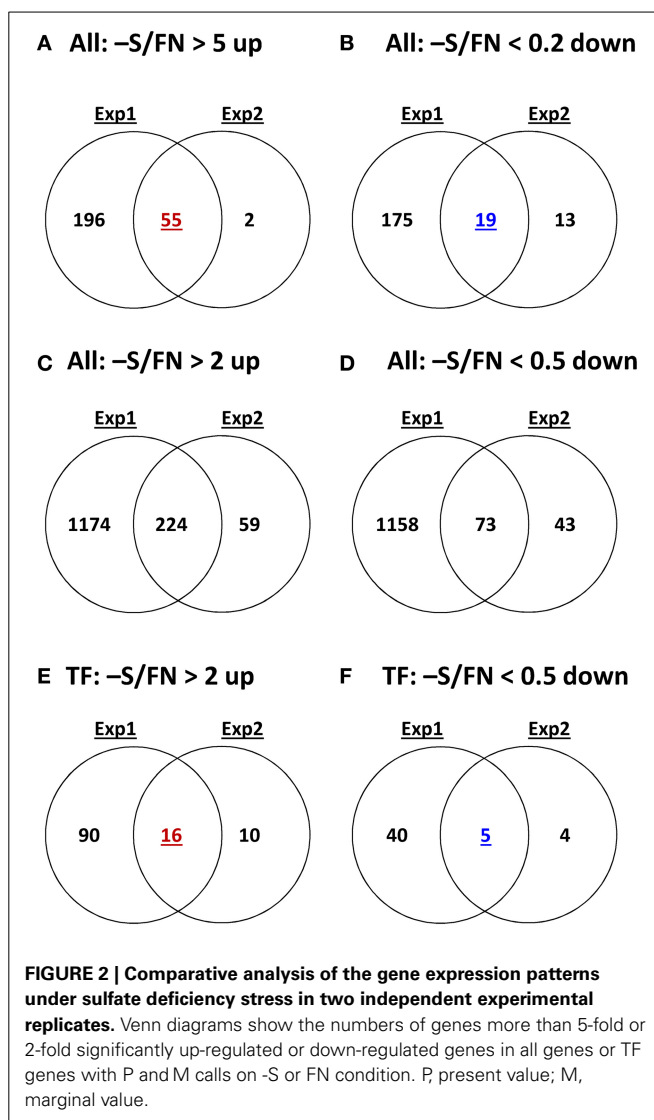 A All: –S/FN > 5 up
B All: –S/FN < 0.2 down
Exp1 Exp2
196 55 2
Exp1 Exp2
175 19 13
C All: –S/FN > 2 up
D All: –S/FN < 0.5 down
Exp1 Exp2
1174 224 59
Exp1 Exp2
1158 73 43
E TF: –S/FN > 2 up
F TF: –S/FN < 0.5 down
Exp1 Exp2
90 16 10
Exp1 Exp2
40 5 4
FIGURE 2 | Comparative analysis of the gene expression patterns
under sulfate deficiency stress in two independent experimental
replicates. Venn diagrams show the numbers of genes more than 5-fold or
2-fold significantly up-regulated or down-regulated genes in all genes or TF
genes with P and M calls on -S or FN condition. P, present value; M,
marginal value.